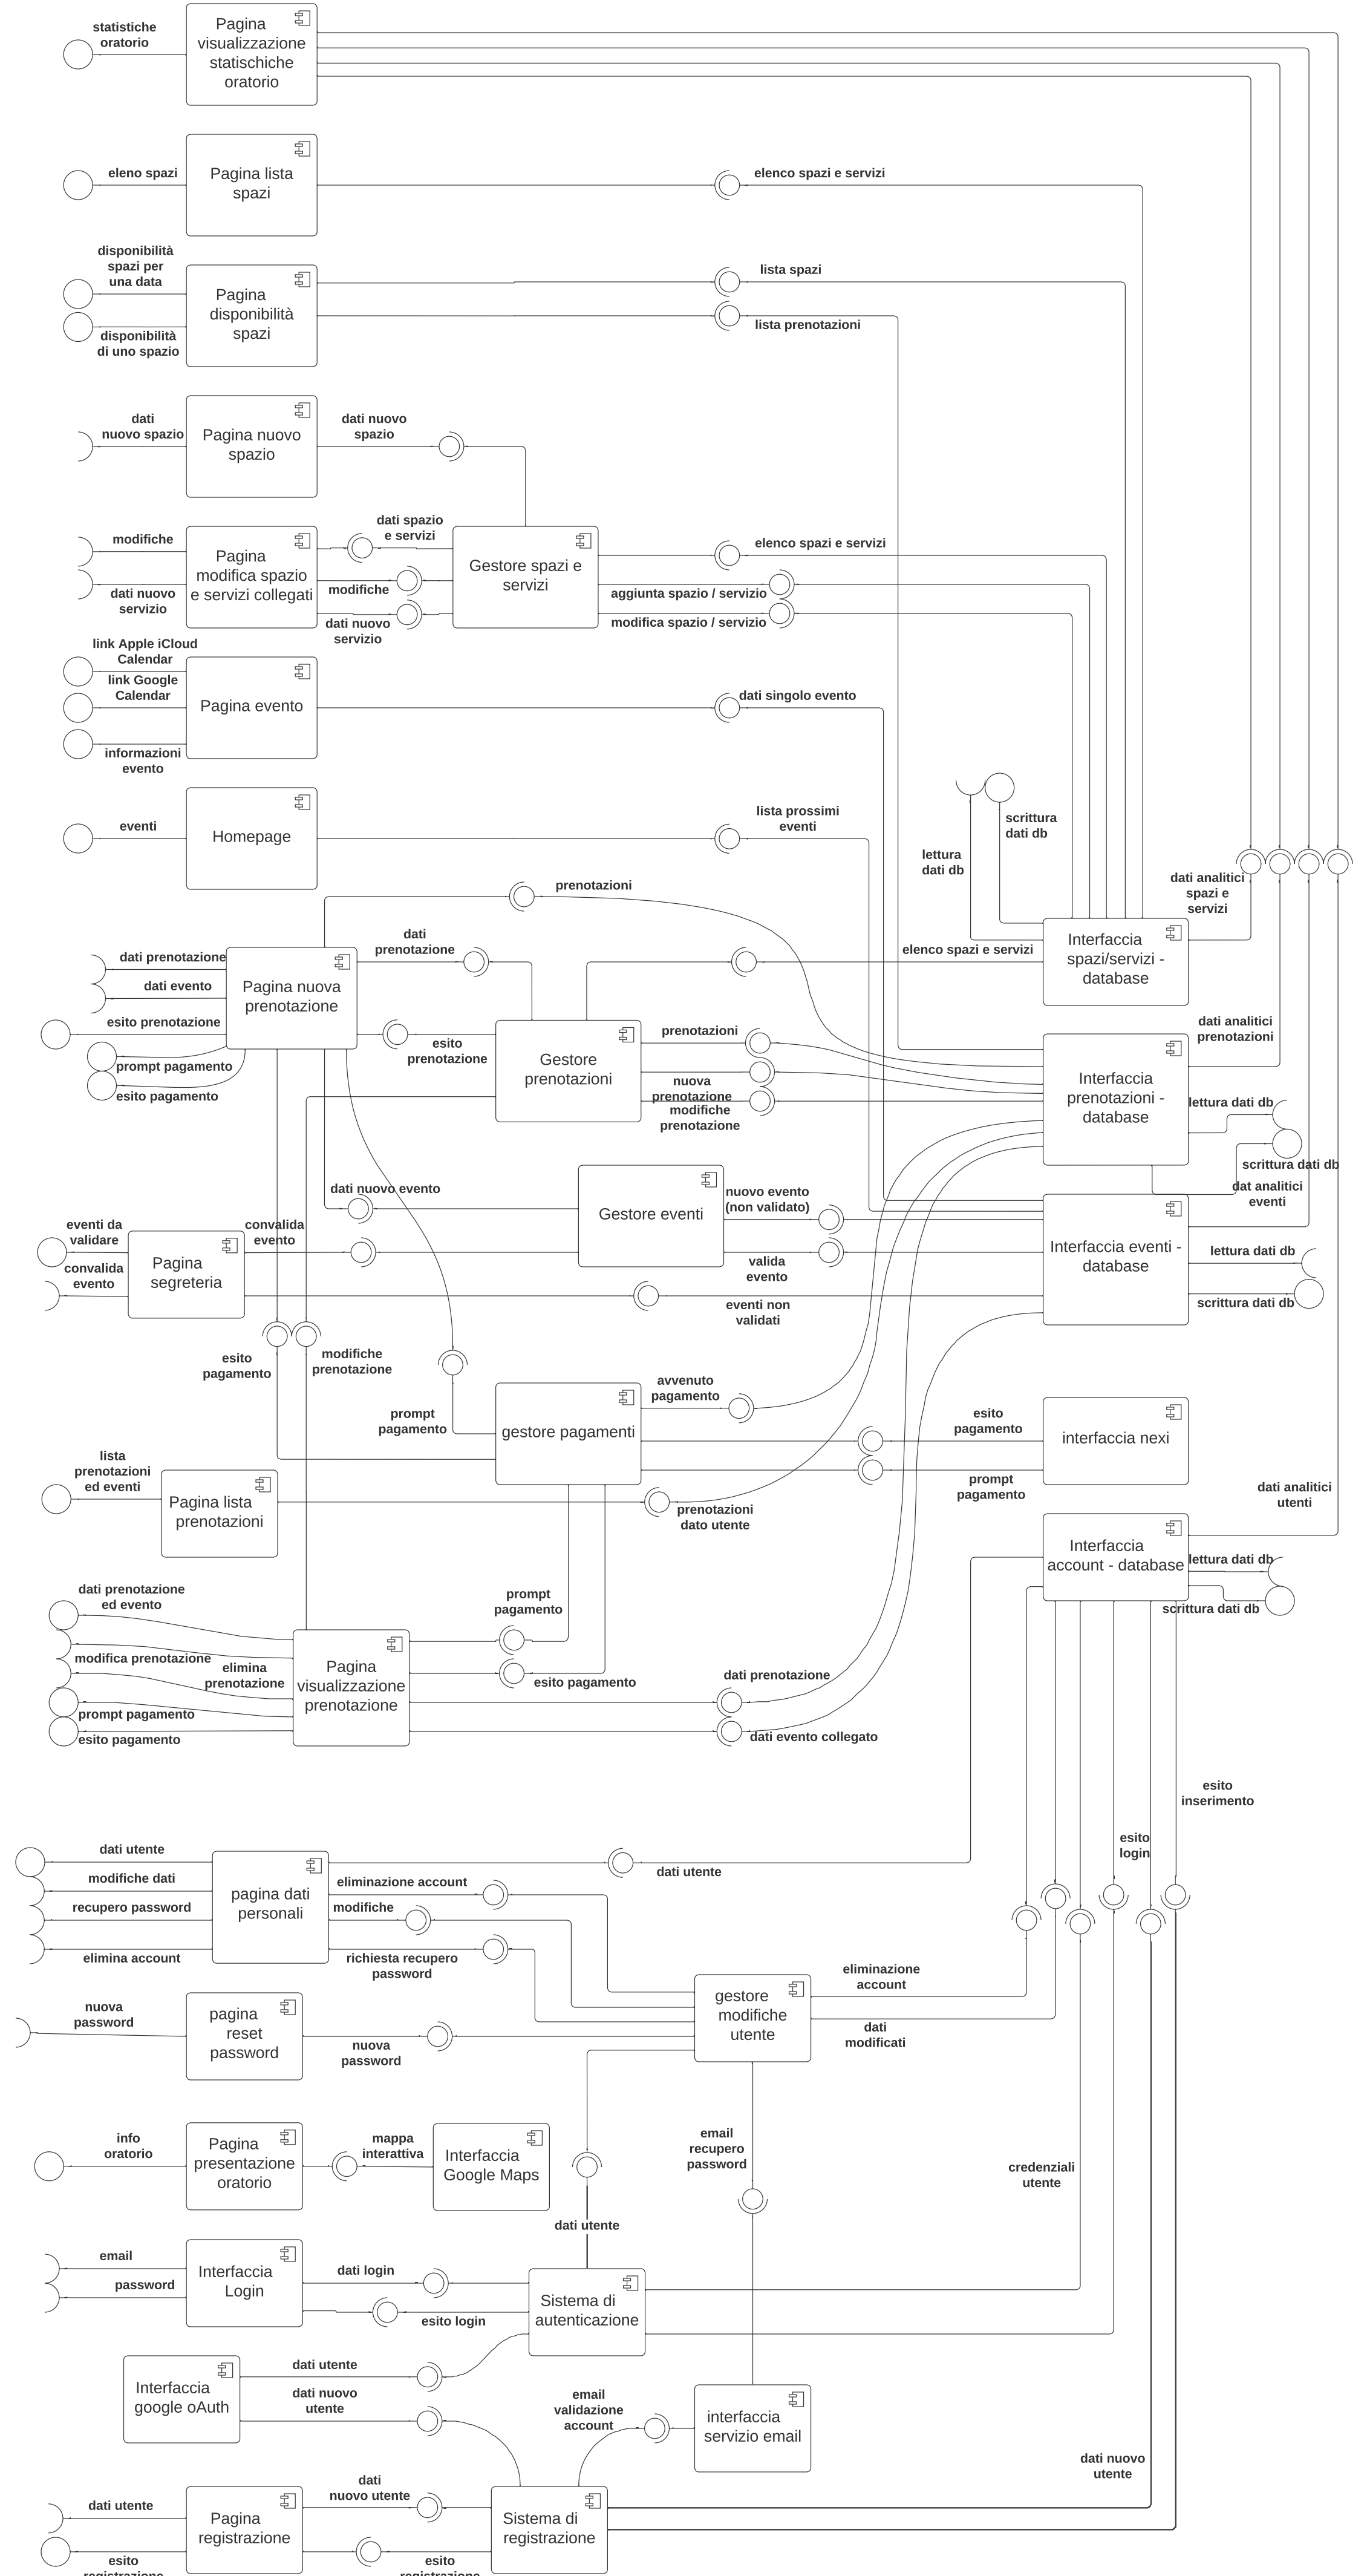 statistiche
oratorio
Pagina
visualizzazione
statischiche
oratorio
eleno spazi
Pagina lista
spazi
elenco spazi e servizi
disponibilità
spazi per
una data
disponibilità
di uno spazio
Pagina
disponibilità
spazi
lista spazi
lista prenotazioni
dati
nuovo spazio
Pagina nuovo
spazio
dati nuovo
spazio
modifiche
dati nuovo
servizio
Pagina
modifica spazio
e servizi collegati
dati spazio
e servizi
modifiche
dati nuovo
servizio
Gestore spazi e
servizi
elenco spazi e servizi
aggiunta spazio / servizio
modifica spazio / servizio
link Apple iCloud
Calendar
link Google
Calendar
informazioni
evento
Pagina evento
dati singolo evento
eventi
Homepage
lista prossimi
eventi
lettura
dati db
scrittura
dati db
dati analitici
spazi e
servizi
prenotazioni
dati prenotazione
dati evento
esito prenotazione
prompt pagamento
esito pagamento
Pagina nuova
prenotazione
dati
prenotazione
esito
prenotazione
elenco spazi e servizi
Interfaccia
spazi/servizi -
database
Gestore
prenotazioni
prenotazioni
nuova
prenotazione
modifiche
prenotazione
dati analitici
prenotazioni
Interfaccia
prenotazioni -
database
lettura dati db
scrittura dati db
dat analitici
eventi
dati nuovo evento
Gestore eventi
nuovo evento
(non validato)
valida
evento
Interfaccia eventi -
database
lettura dati db
scrittura dati db
eventi da
validare
convalida
evento
Pagina
segreteria
convalida
evento
eventi non
validati
esito
pagamento
modifiche
prenotazione
prompt
pagamento
gestore pagamenti
avvenuto
pagamento
esito
pagamento
prompt
pagamento
interfaccia nexi
lista
prenotazioni
ed eventi
Pagina lista
prenotazioni
prenotazioni
dato utente
dati analitici
utenti
Interfaccia
account - database
lettura dati db
scrittura dati db
dati prenotazione
ed evento
modifica prenotazione
elimina
prenotazione
prompt pagamento
esito pagamento
Pagina
visualizzazione
prenotazione
prompt
pagamento
esito pagamento
dati prenotazione
dati evento collegato
esito
inserimento
esito
login
dati utente
modifiche dati
recupero password
elimina account
pagina dati
personali
dati utente
eliminazione account
modifiche
richiesta recupero
password
nuova
password
pagina
reset
password
nuova
password
gestore
modifiche
utente
eliminazione
account
dati
modificati
info
oratorio
Pagina
presentazione
oratorio
mappa
interattiva
Interfaccia
Google Maps
email
recupero
password
credenziali
utente
dati utente
email
password
Interfaccia
Login
dati login
esito login
Sistema di
autenticazione
Interfaccia
google oAuth
dati utente
dati nuovo
utente
email
validazione
account
interfaccia
servizio email
dati nuovo
utente
dati utente
esito
registrazione
Pagina
registrazione
dati
nuovo utente
esito
registrazione
Sistema di
registrazione